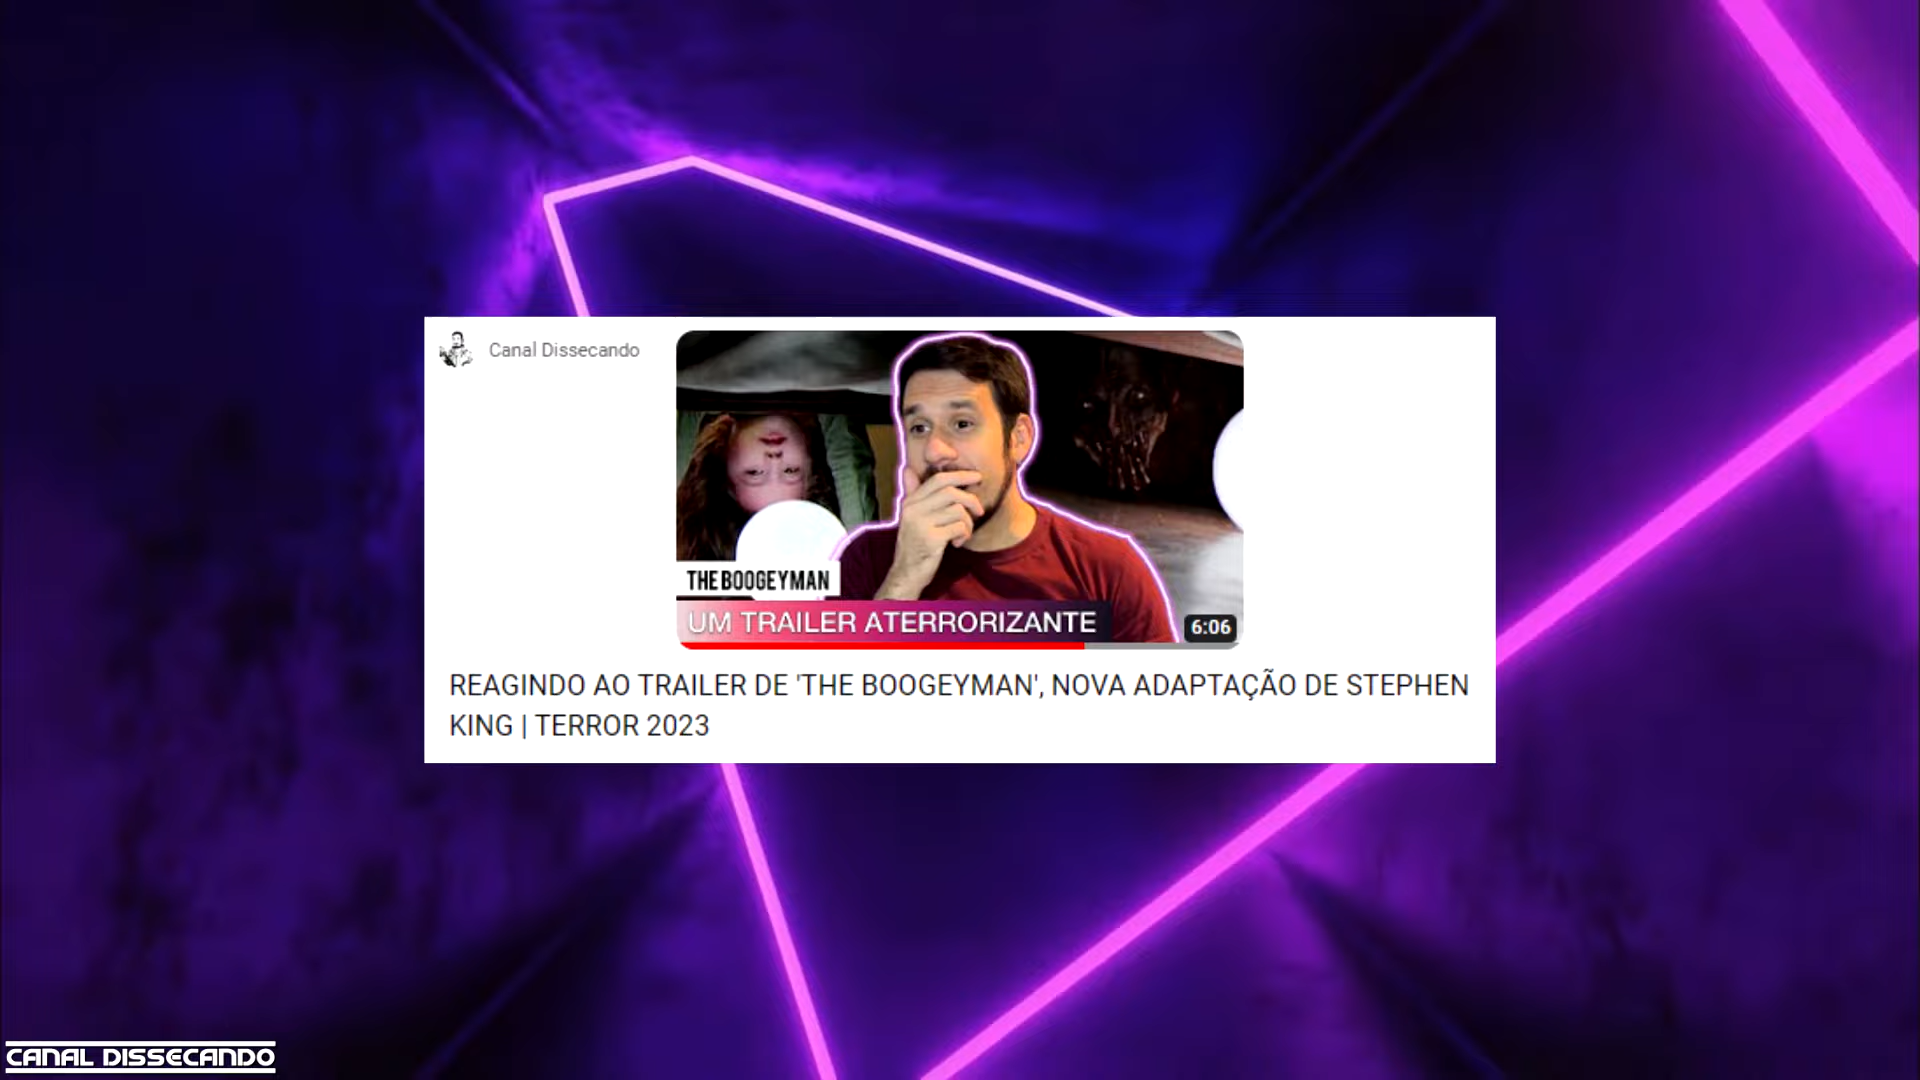 Canal Dissecando
THE BOOGEYMAN
UM TRAILER ATERRORIZANTE
6:06
REAGINDO AO TRAILER DE 'THE BOOGEYMAN', NOVA ADAPTAÇÃO DE STEPHEN
KING | TERROR 2023
CANAL DISSECANDO